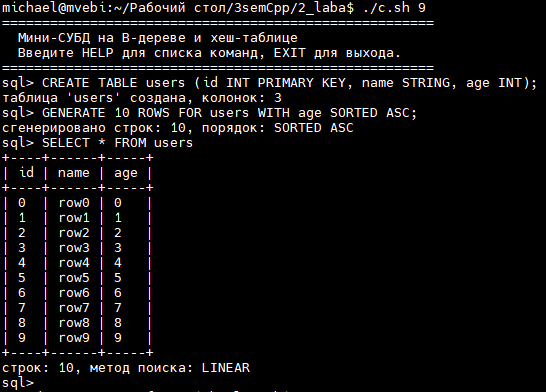 michael@mvebi:~/Рабочий стол/3semCpp/2_laba$ ./c.sh 9
======================================================
  Мини-СУБД на B-дереве и хеш-таблице
  Введите HELP для списка команд, EXIT для выхода.
======================================================
sql> CREATE TABLE users (id INT PRIMARY KEY, name STRING, age INT);
таблица 'users' создана, колонок: 3
sql> GENERATE 10 ROWS FOR users WITH age SORTED ASC;
сгенерировано строк: 10, порядок: SORTED ASC
sql> SELECT * FROM users
+----+------+-----+
| id | name | age |
+----+------+-----+
| 0  | row0 | 0   |
| 1  | row1 | 1   |
| 2  | row2 | 2   |
| 3  | row3 | 3   |
| 4  | row4 | 4   |
| 5  | row5 | 5   |
| 6  | row6 | 6   |
| 7  | row7 | 7   |
| 8  | row8 | 8   |
| 9  | row9 | 9   |
+----+------+-----+
строк: 10, метод поиска: LINEAR
sql>